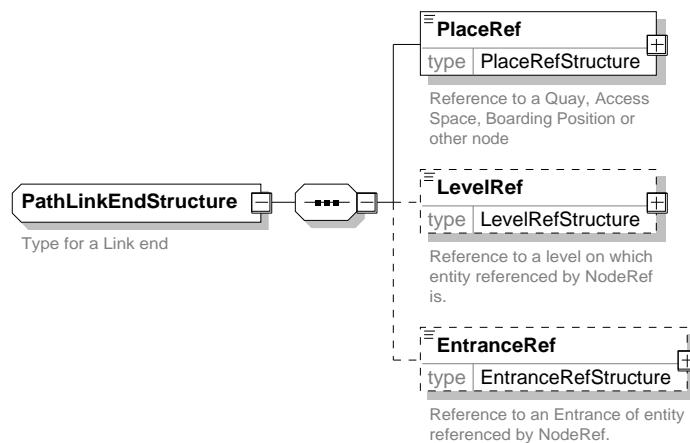 PlaceRef
type PlaceRefStructure
Reference to a Quay, Access
Space, Boarding Position or
other node
PathLinkEndStructure
Type for a Link end
LevelRef
type LevelRefStructure
Reference to a level on which
entity referenced by NodeRef
is.
EntranceRef
type EntranceRefStructure
Reference to an Entrance of entity
referenced by NodeRef.